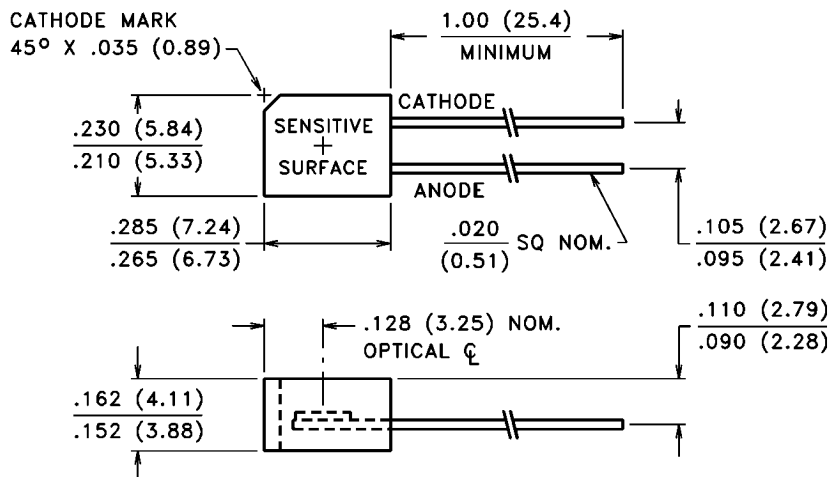 CATHODE MARK
45° X .035 (0.89)
1.00 (25.4)
MINIMUM
CATHODE
.230 (5.84)
.210 (5.33)
SENSITIVE
SURFACE
ANODE
.285 (7.24)
.265 (6.73)
.020
(0.51)
SQ NOM.
.105 (2.67)
.095 (2.41)
.128 (3.25) NOM.
OPTICAL ℄
.110 (2.79)
.090 (2.28)
.162 (4.11)
.152 (3.88)